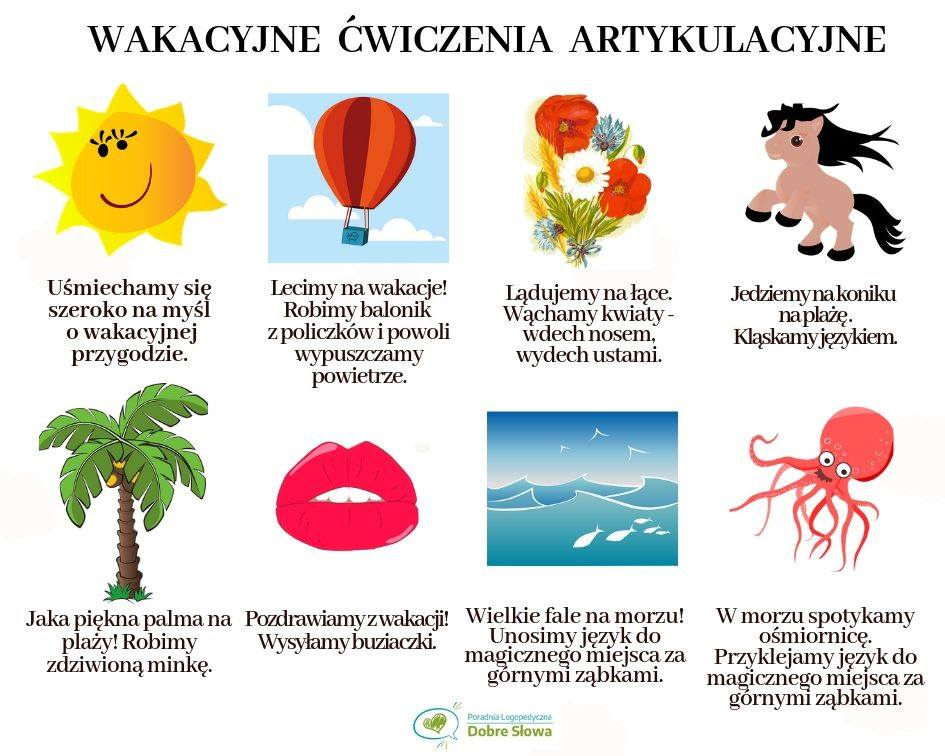 WAKACYJNE ĆWICZENIA ARTYKULACYJNE
Uśmiechamy się
szeroko na myśl
o wakacyjnej
przygodzie.
Lecimy na wakacje!
Robimy balonik
z policzków i powoli
wypuszczamy
powietrze.
Lądujemy na łące.
Wąchamy kwiaty -
wdech nosem,
wydech ustami.
Jedziemy na koniku
na plażę.
Kląskamy językiem.
Jaka piękna palma na
plaży! Robimy
zdziwioną minkę.
Pozdrawiamy z wakacji!
Wysyłamy buziaczki.
Wielkie fale na morzu!
Unosimy język do
magicznego miejsca za
górnymi ząbkami.
W morzu spotykamy
ośmiornicę.
Przyklejamy język do
magicznego miejsca za
górnymi ząbkami.
Poradnia Logopedyczna
Dobre Słowa